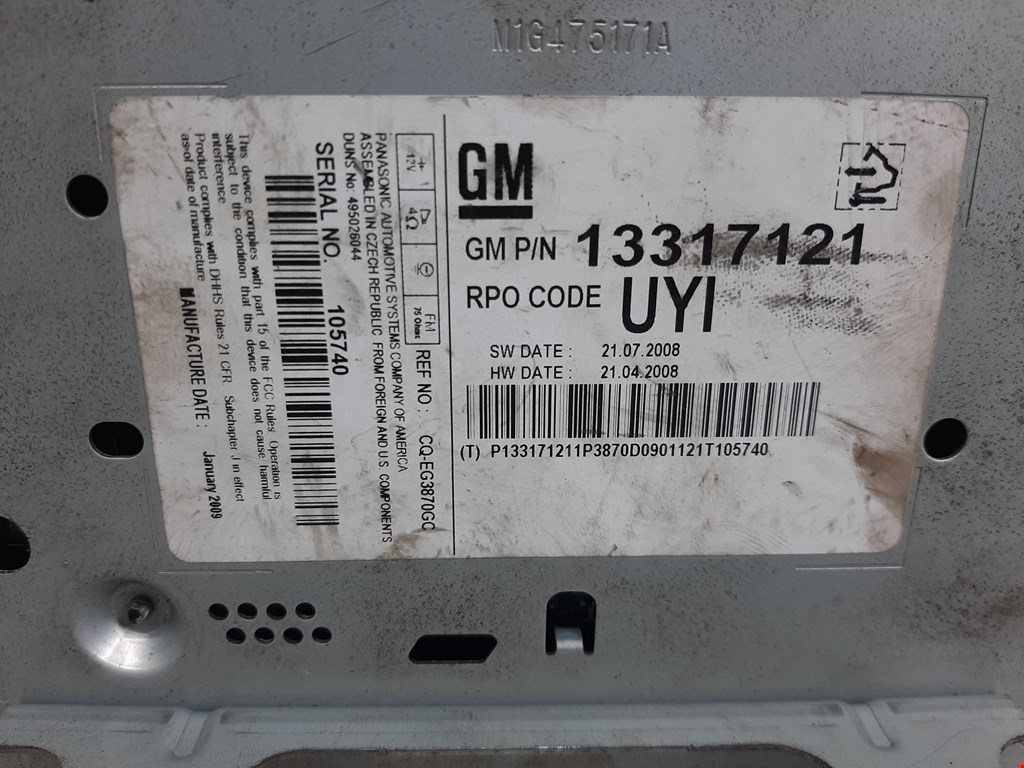 M1G475171A
GM
GM P/N 13317121
RPO CODE UYI
SW DATE : 21.07.2008
HW DATE : 21.04.2008
(T) P133171211P3870D0901121T105740
+ 12V
4Ω
FM 75 Ohms
REF NO : CQ-EG3870GC
PANASONIC AUTOMOTIVE SYSTEMS COMPANY OF AMERICA
ASSEMBLED IN CZECH REPUBLIC FROM FOREIGN AND U.S. COMPONENTS
DUNS No: 495026044
SERIAL NO. 105740
This device complies with part 15 of the FCC Rules Operation is
subject to the condition that this device does not cause harmful
interference
Product complies with DHHS Rules 21 CFR Subchapter J in effect
as of date of manufacture
MANUFACTURE DATE : January 2009